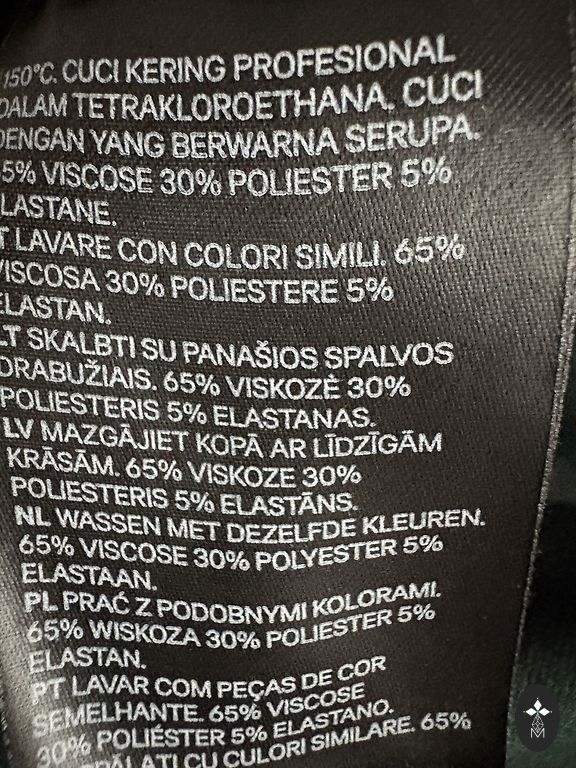 150°C. CUCI KERING PROFESIONAL
DALAM TETRAKLOROETHANA. CUCI
DENGAN YANG BERWARNA SERUPA.
65% VISCOSE 30% POLIESTER 5%
ELASTANE.
IT LAVARE CON COLORI SIMILI. 65%
VISCOSA 30% POLIESTERE 5%
ELASTAN.
LT SKALBTI SU PANAŠIOS SPALVOS
DRABUŽIAIS. 65% VISKOZĖ 30%
POLIESTERIS 5% ELASTANAS.
LV MAZGĀJIET KOPĀ AR LĪDZĪGĀM
KRĀSĀM. 65% VISKOZE 30%
POLIESTERIS 5% ELASTĀNS.
NL WASSEN MET DEZELFDE KLEUREN.
65% VISCOSE 30% POLYESTER 5%
ELASTAAN.
PL PRAĆ Z PODOBNYMI KOLORAMI.
65% WISKOZA 30% POLIESTER 5%
ELASTAN.
PT LAVAR COM PEÇAS DE COR
SEMELHANTE. 65% VISCOSE
30% POLIÉSTER 5% ELASTANO.
SPĂLAȚI CU CULORI SIMILARE. 65%
M